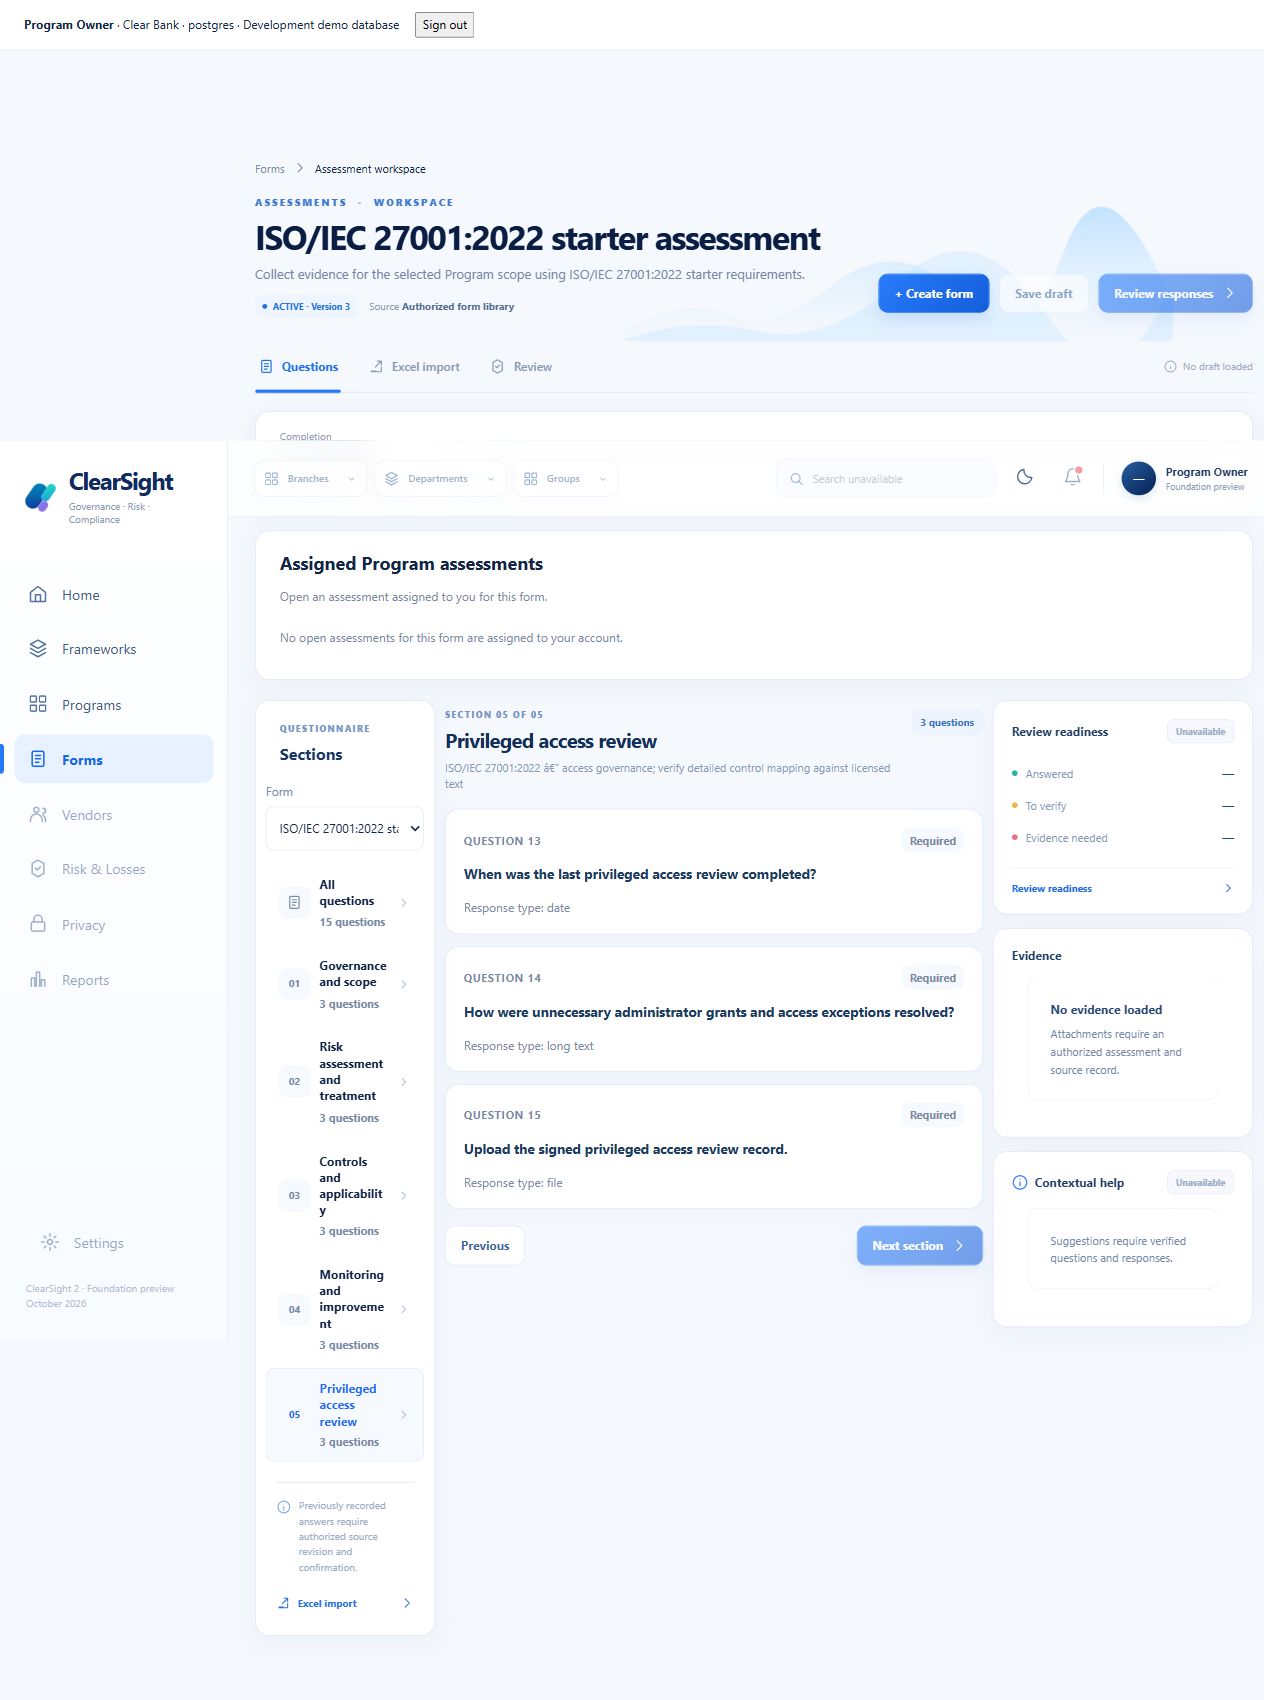 Program Owner · Clear Bank · postgres · Development demo database
Sign out
Forms
Assessment workspace
ASSESSMENTS · WORKSPACE
ISO/IEC 27001:2022 starter assessment
Collect evidence for the selected Program scope using ISO/IEC 27001:2022 starter requirements.
ACTIVE · Version 3
Source Authorized form library
+ Create form
Save draft
Review responses
Questions
Excel import
Review
No draft loaded
Completion
ClearSight
Governance · Risk ·
Compliance
Branches
Departments
Groups
Search unavailable
—
Program Owner
Foundation preview
Home
Frameworks
Programs
Forms
Vendors
Risk & Losses
Privacy
Reports
Settings
ClearSight 2 · Foundation preview
October 2026
Assigned Program assessments
Open an assessment assigned to you for this form.
No open assessments for this form are assigned to your account.
QUESTIONNAIRE
Sections
Form
ISO/IEC 27001:2022 sta
All
questions
15 questions
01
Governance
and scope
3 questions
02
Risk
assessment
and
treatment
3 questions
03
Controls
and
applicabilit
y
3 questions
04
Monitoring
and
improveme
nt
3 questions
05
Privileged
access
review
3 questions
Previously recorded
answers require
authorized source
revision and
confirmation.
Excel import
SECTION 05 OF 05
3 questions
Privileged access review
ISO/IEC 27001:2022 â€" access governance; verify detailed control mapping against licensed
text
QUESTION 13
Required
When was the last privileged access review completed?
Response type: date
QUESTION 14
Required
How were unnecessary administrator grants and access exceptions resolved?
Response type: long text
QUESTION 15
Required
Upload the signed privileged access review record.
Response type: file
Previous
Next section
Review readiness
Unavailable
Answered —
To verify —
Evidence needed —
Review readiness
Evidence
No evidence loaded
Attachments require an
authorized assessment and
source record.
Contextual help
Unavailable
Suggestions require verified
questions and responses.